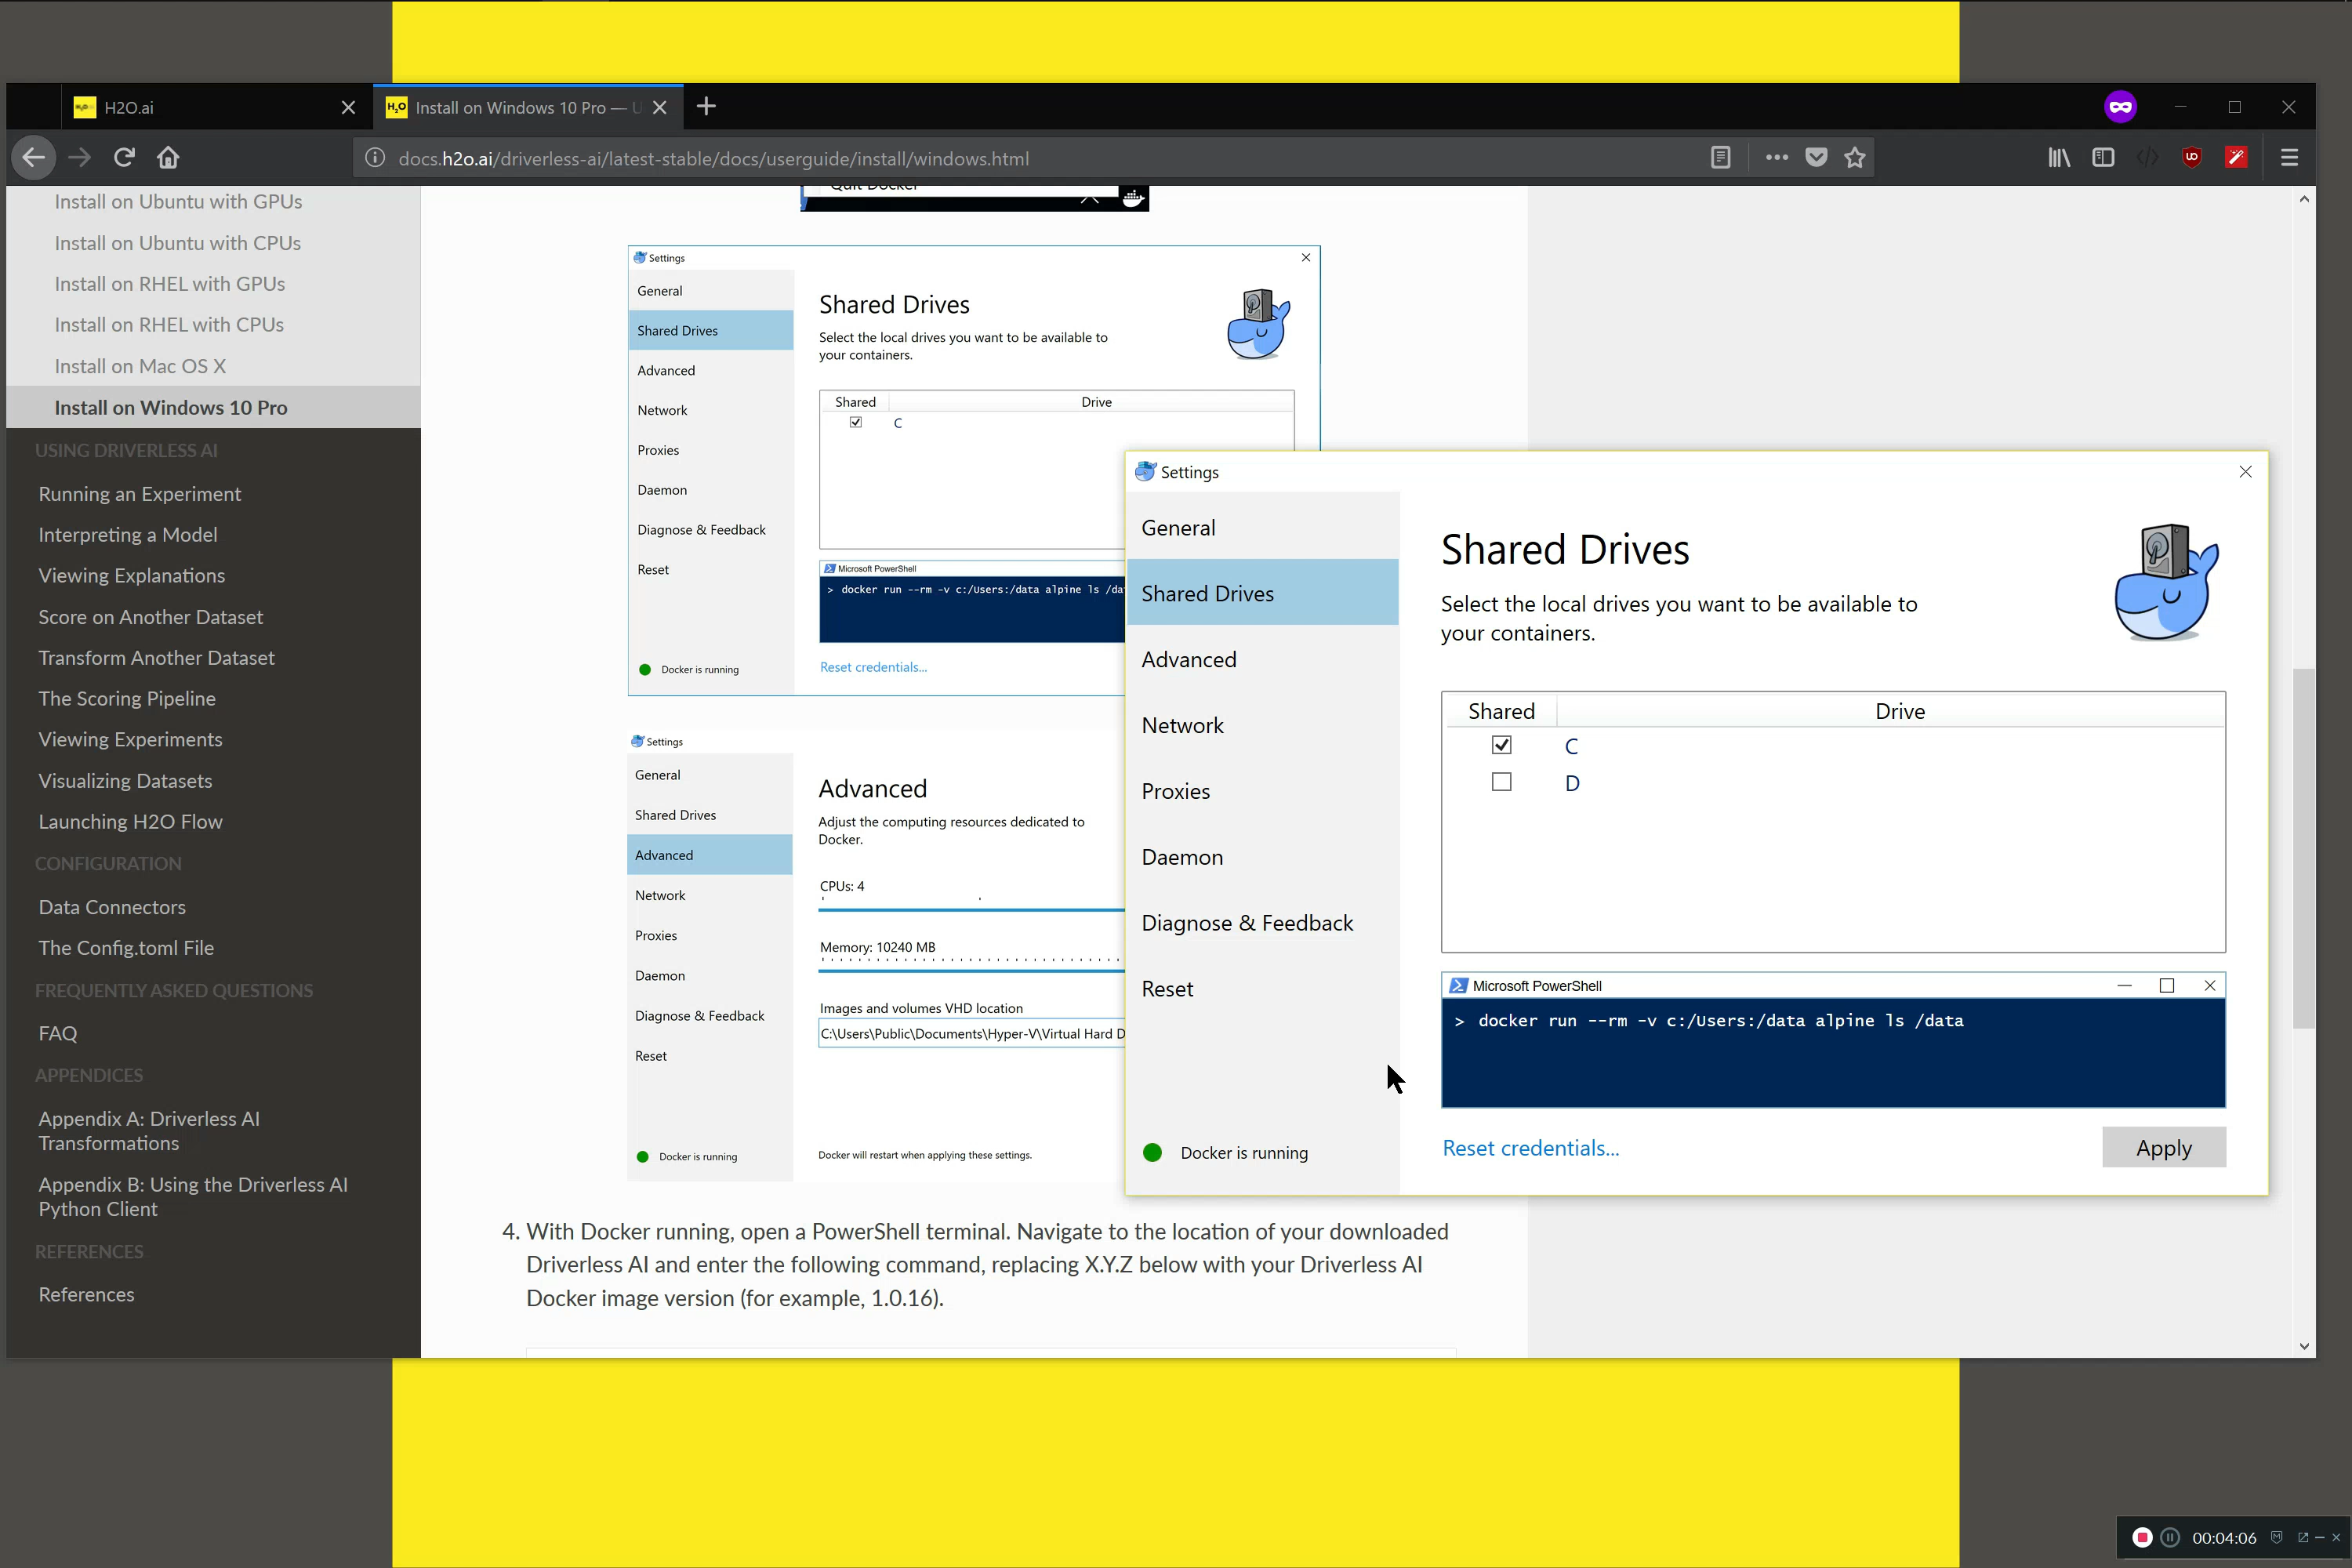 H2O.ai
Install on Windows 10 Pro — U
docs.h2o.ai/driverless-ai/latest-stable/docs/userguide/install/windows.html
Install on Ubuntu with GPUs
Install on Ubuntu with CPUs
Install on RHEL with GPUs
Install on RHEL with CPUs
Install on Mac OS X
Install on Windows 10 Pro
USING DRIVERLESS AI
Running an Experiment
Interpreting a Model
Viewing Explanations
Score on Another Dataset
Transform Another Dataset
The Scoring Pipeline
Viewing Experiments
Visualizing Datasets
Launching H2O Flow
CONFIGURATION
Data Connectors
The Config.toml File
FREQUENTLY ASKED QUESTIONS
FAQ
APPENDICES
Appendix A: Driverless AI
Transformations
Appendix B: Using the Driverless AI
Python Client
REFERENCES
References
Quit Docker
Settings
General
Shared Drives
Advanced
Network
Proxies
Daemon
Diagnose & Feedback
Reset
Docker is running
Shared Drives
Select the local drives you want to be available to
your containers.
Shared Drive
C
Microsoft PowerShell
> docker run --rm -v c:/Users:/data alpine ls /da
Reset credentials...
Settings
General
Shared Drives
Advanced
Network
Proxies
Daemon
Diagnose & Feedback
Reset
Docker is running
Advanced
Adjust the computing resources dedicated to
Docker.
CPUs: 4
Memory: 10240 MB
Images and volumes VHD location
C:\Users\Public\Documents\Hyper-V\Virtual Hard D
Docker will restart when applying these settings.
Settings
General
Shared Drives
Advanced
Network
Proxies
Daemon
Diagnose & Feedback
Reset
Docker is running
Shared Drives
Select the local drives you want to be available to
your containers.
Shared Drive
C
D
Microsoft PowerShell
> docker run --rm -v c:/Users:/data alpine ls /data
Reset credentials...
Apply
4. With Docker running, open a PowerShell terminal. Navigate to the location of your downloaded
Driverless AI and enter the following command, replacing X.Y.Z below with your Driverless AI
Docker image version (for example, 1.0.16).
00:04:06